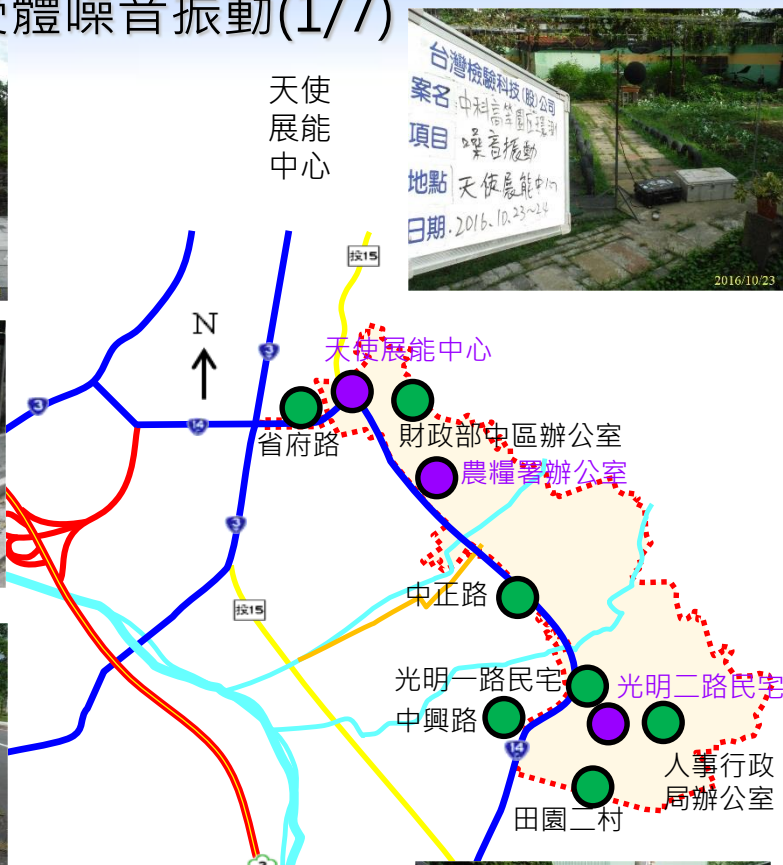 體噪音振動(1/7)
天使
展能
中心
台灣檢驗科技(股)公司
案名 中科高等園區環測
項目 噪音振動
地點 天使展能中心
日期 2016.10.23~24
2016/10/23
投15
N
3
天使展能中心
3
14
省府路
財政部中區辦公室
農糧署辦公室
3
中正路
投15
光明一路民宅
光明二路民宅
中興路
14
人事行政
局辦公室
田園二村